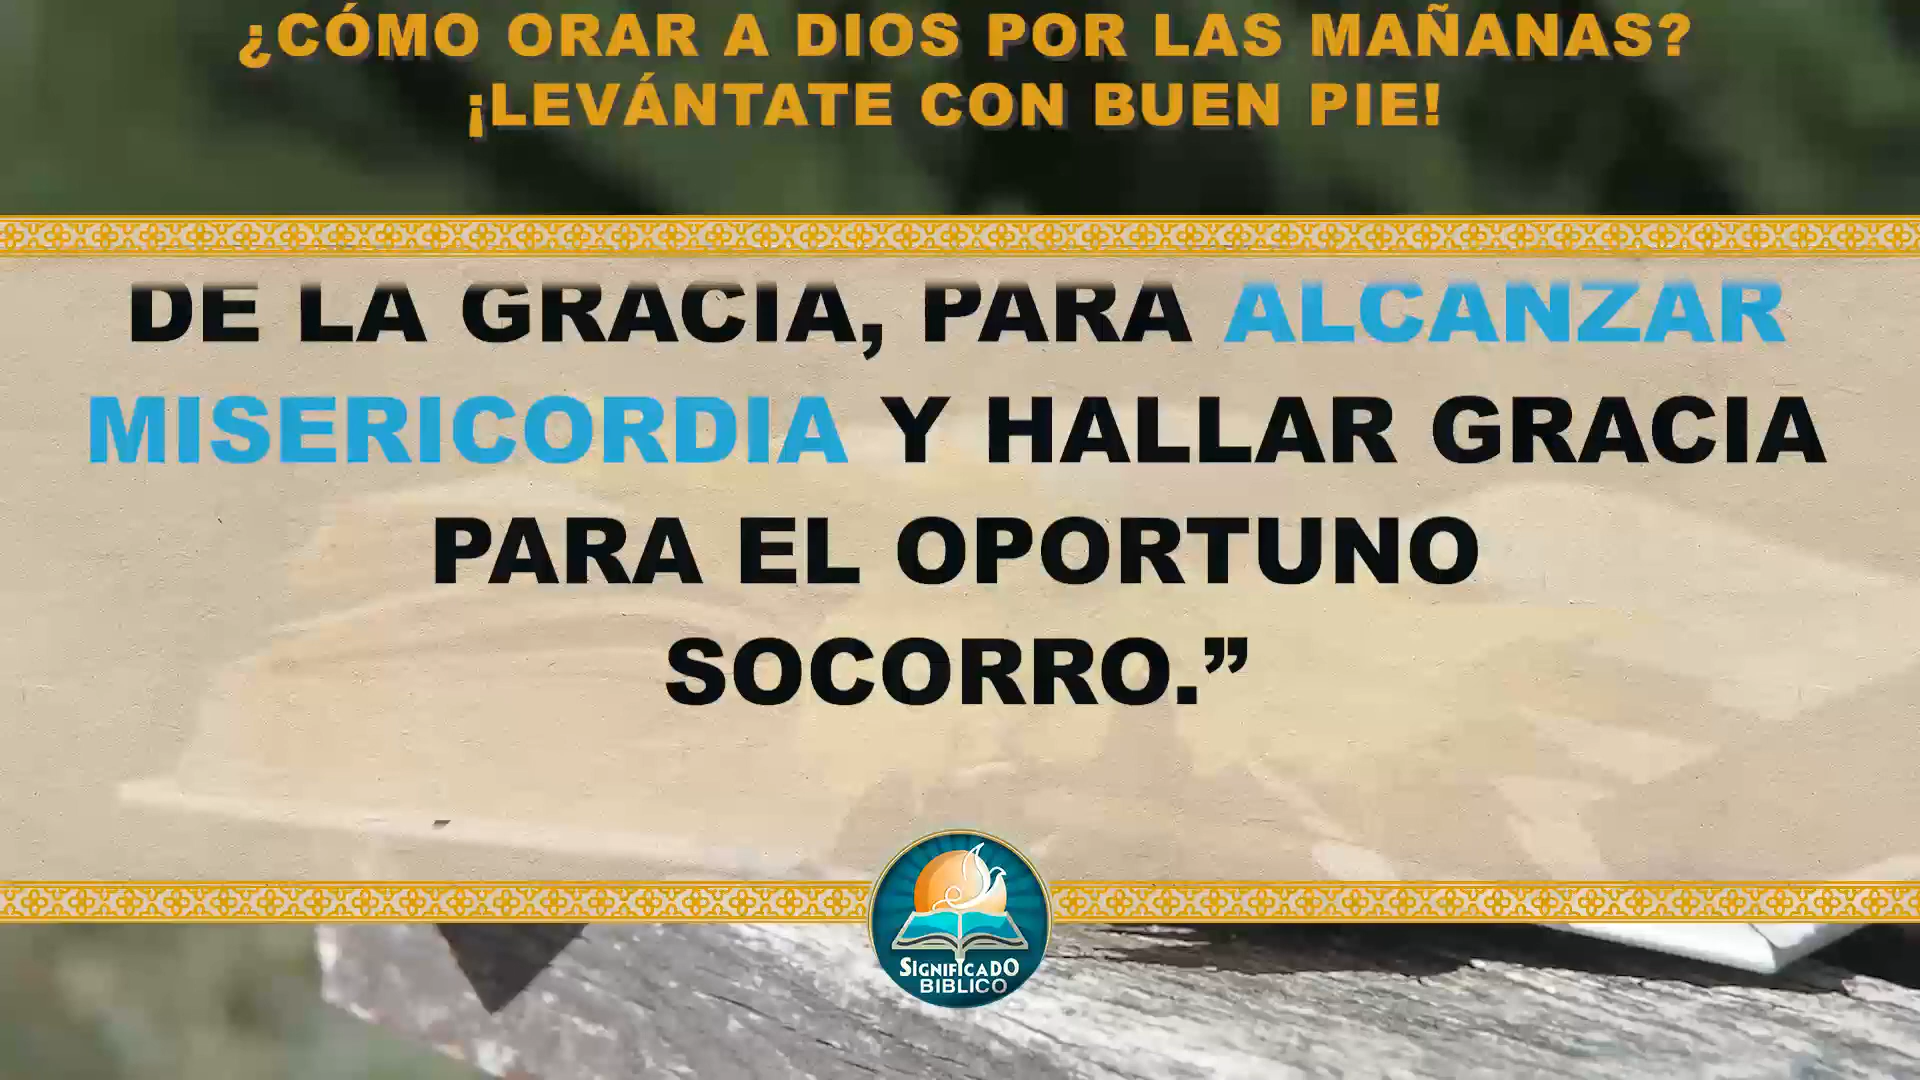 ¿CÓMO ORAR A DIOS POR LAS MAÑANAS?
¡LEVÁNTATE CON BUEN PIE!
DE LA GRACIA, PARA ALCANZAR
MISERICORDIA Y HALLAR GRACIA
PARA EL OPORTUNO
SOCORRO.”
SIGNIFICADO
BIBLICO